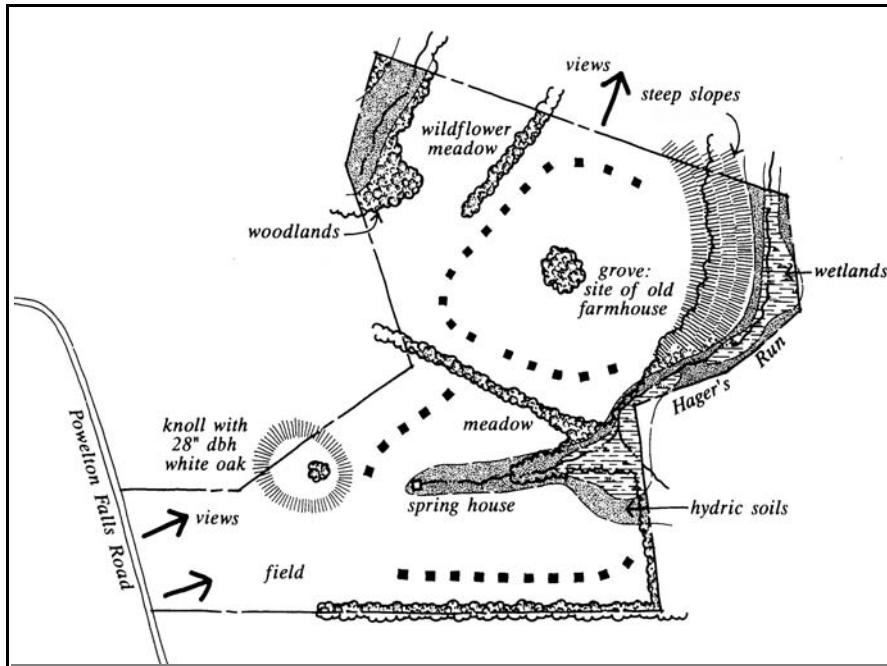 views
steep slopes
wildflower
meadow
woodlands
grove:
site of old
farmhouse
wetlands
Hager's Run
Powelton Falls Road
knoll with
28" dbh
white oak
meadow
views
spring house
hydric soils
field